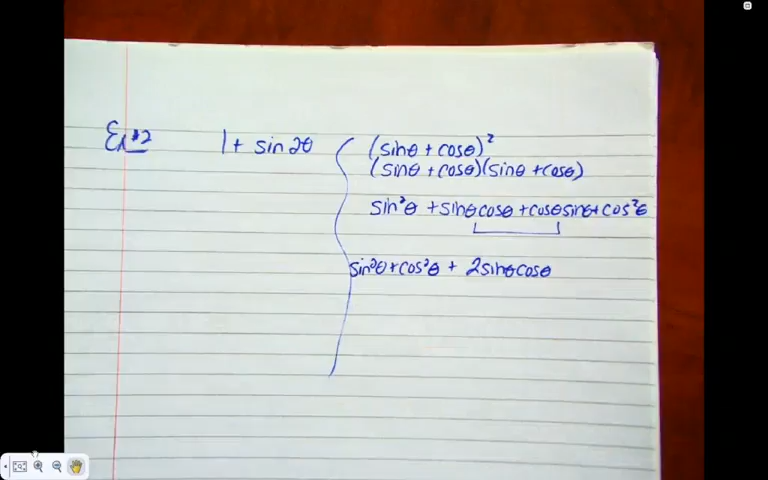 Ex #2 1 + sin 2θ (sinθ + cosθ)²
(sinθ + cosθ)(sinθ + cosθ)
sin²θ + sinθcosθ + cosθsinθ + cos²θ
sin²θ + cos²θ + 2sinθcosθ